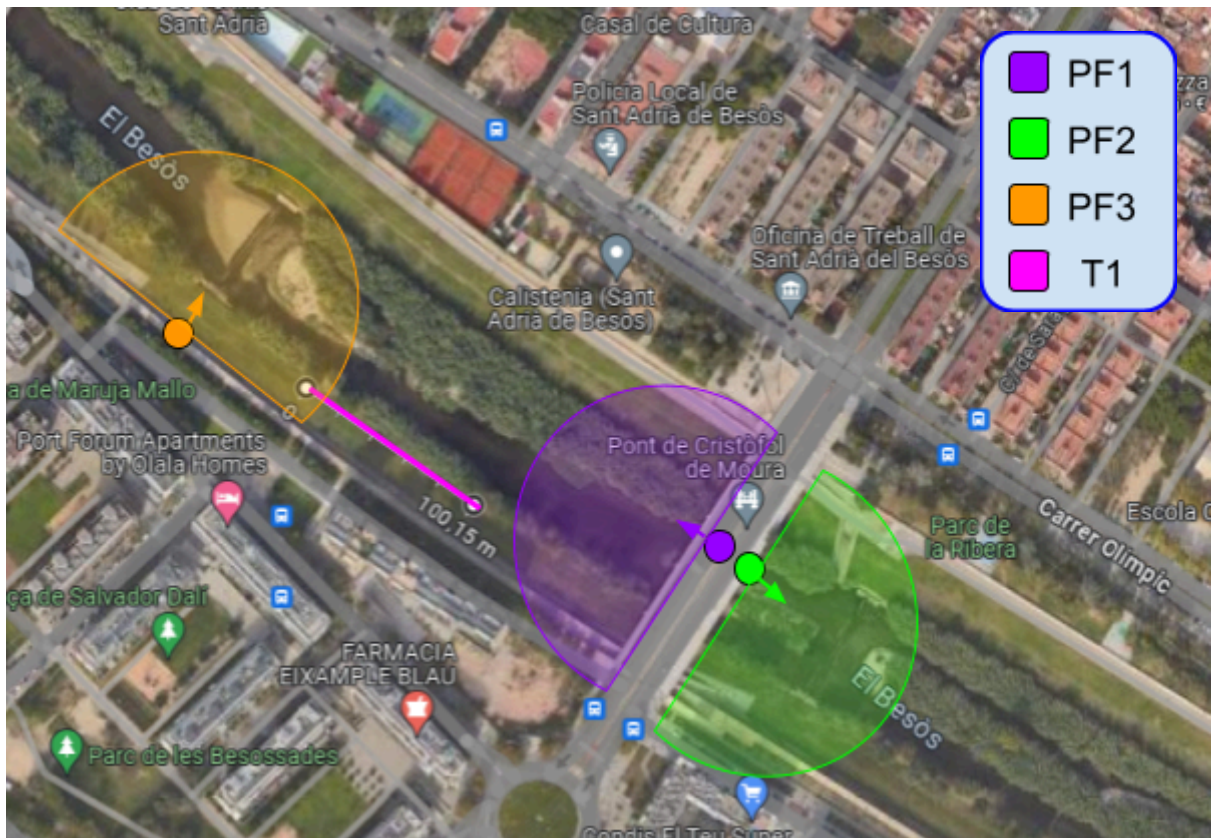 Sant Adrià
Casal de Cultura
El Besòs
Policia Local de
Sant Adrià de Besòs
PF1
PF2
PF3
T1
Oficina de Treball de
Sant Adrià del Besòs
Calistenia (Sant
Adrià de Besòs)
a de Maruja Mallo
0
Port Forum Apartments
by Olala Homes
Pont de Cristòfol
de Moura
100,15 m
Carrer Olímpic
Escola
Parc de
la Ribera
ça de Salvador Dalí
FARMACIA
EIXAMPLE BLAU
El Besòs
Parc de les Besossades
Condis El Teu Super